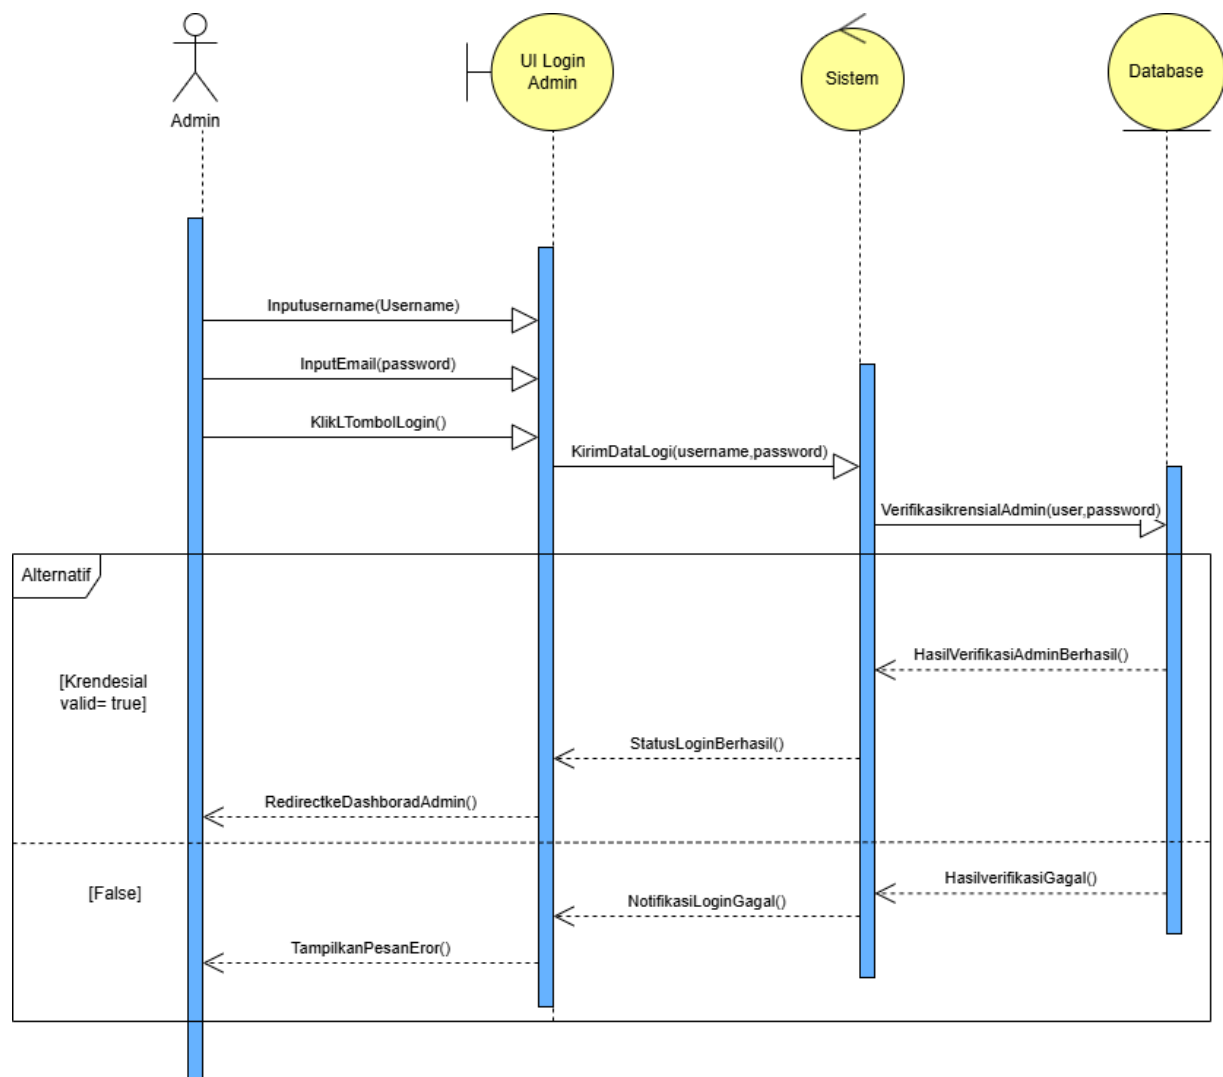 Admin
UI Login
Admin
Sistem
Database
Inputusername(Username)
InputEmail(password)
KlikLTombolLogin()
KirimDataLogi(username,password)
VerifikasikrensialAdmin(user,password)
Alternatif
HasilVerifikasiAdminBerhasil()
[Krendesial
valid= true]
StatusLoginBerhasil()
RedirectkeDashboradAdmin()
HasilverifikasiGagal()
[False]
NotifikasiLoginGagal()
TampilkanPesanEror()